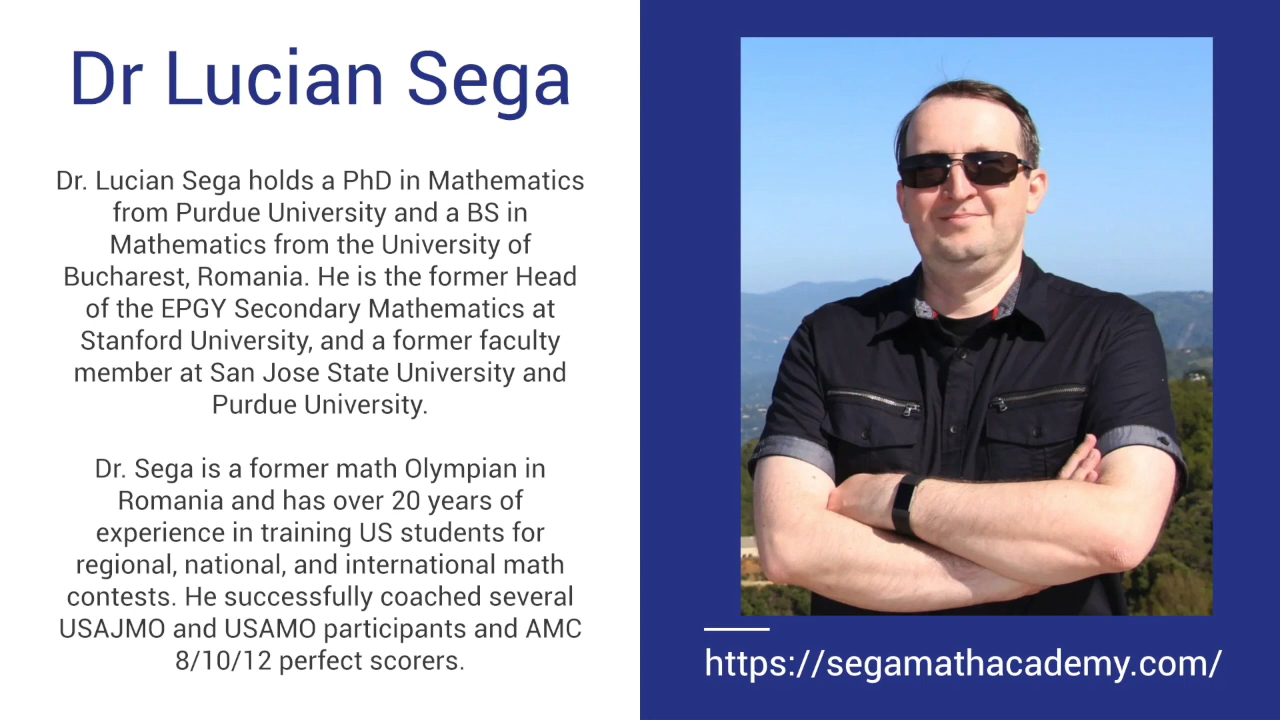 Dr Lucian Sega
Dr. Lucian Sega holds a PhD in Mathematics
from Purdue University and a BS in
Mathematics from the University of
Bucharest, Romania. He is the former Head
of the EPGY Secondary Mathematics at
Stanford University, and a former faculty
member at San Jose State University and
Purdue University.
Dr. Sega is a former math Olympian in
Romania and has over 20 years of
experience in training US students for
regional, national, and international math
contests. He successfully coached several
USAJMO and USAMO participants and AMC
8/10/12 perfect scorers.
https://segamathacademy.com/